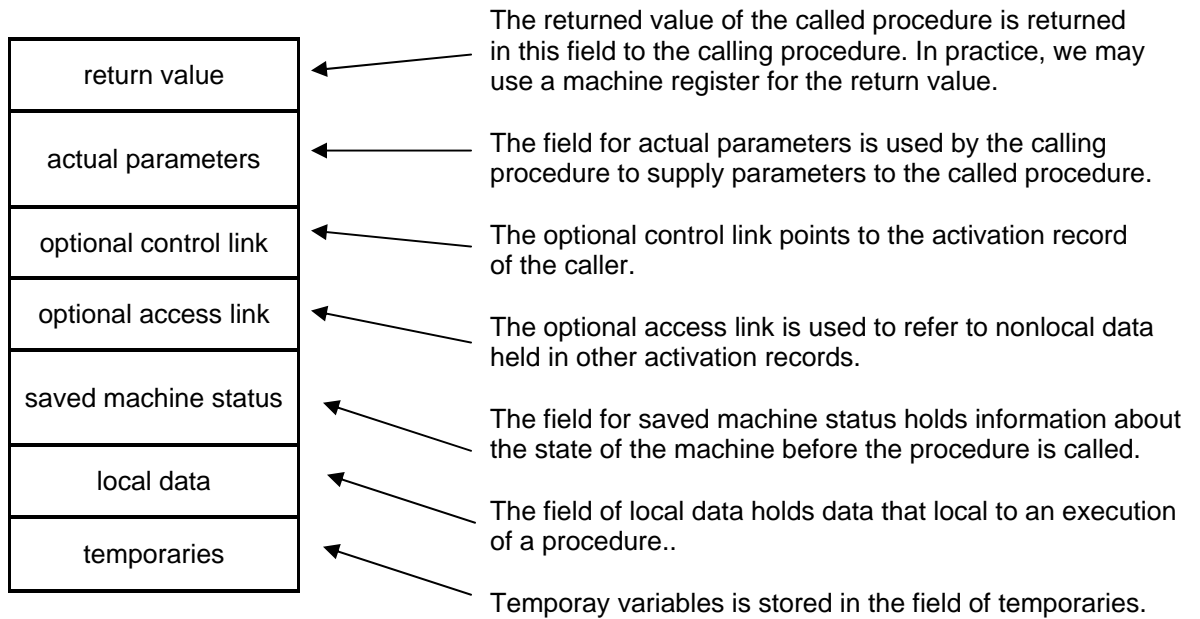 The returned value of the called procedure is returned
in this field to the calling procedure. In practice, we may
use a machine register for the return value.
return value
The field for actual parameters is used by the calling
procedure to supply parameters to the called procedure.
actual parameters
The optional control link points to the activation record
of the caller.
optional control link
The optional access link is used to refer to nonlocal data
held in other activation records.
optional access link
The field for saved machine status holds information about
the state of the machine before the procedure is called.
saved machine status
The field of local data holds data that local to an execution
of a procedure..
local data
Temporay variables is stored in the field of temporaries.
temporaries